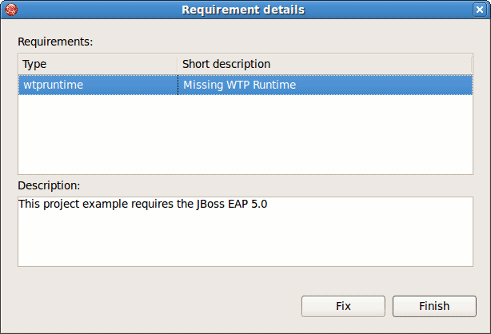 Requirement details
Requirements:
Type Short description
wtpruntime Missing WTP Runtime
Description:
This project example requires the JBoss EAP 5.0
Fix Finish